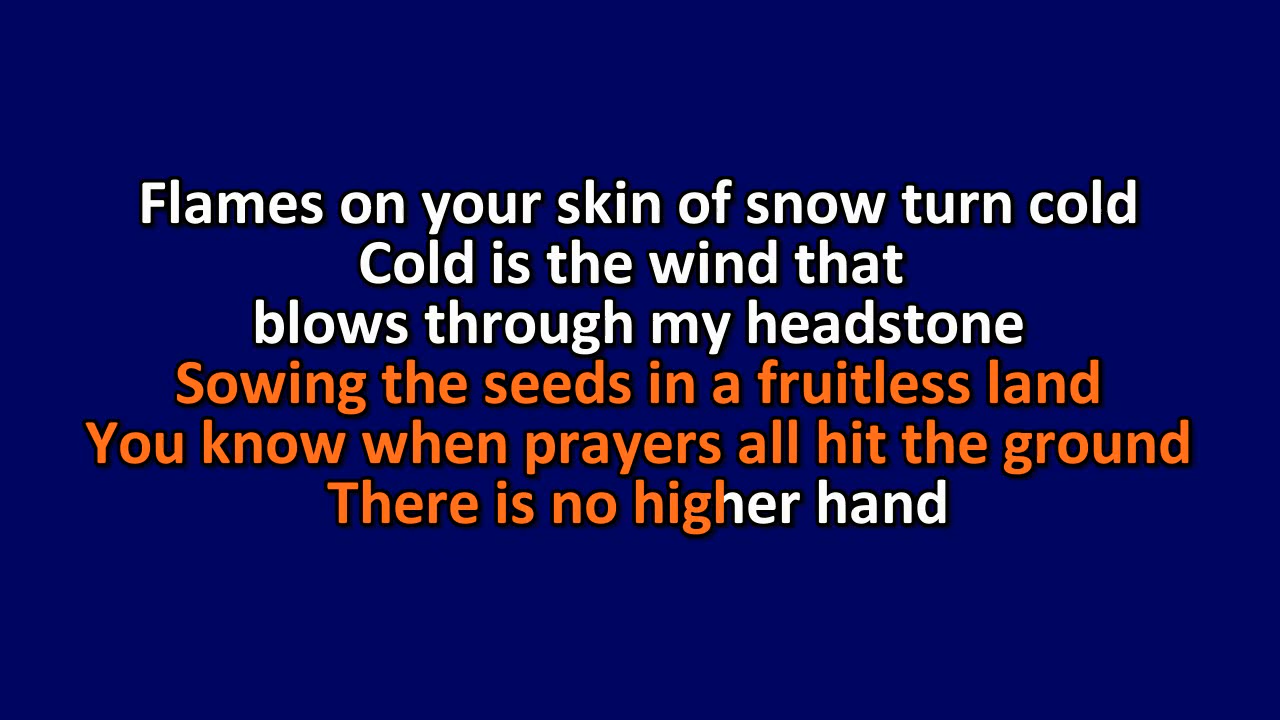 Flames on your skin of snow turn cold
Cold is the wind that
blows through my headstone
Sowing the seeds in a fruitless land
You know when prayers all hit the ground
There is no higher hand